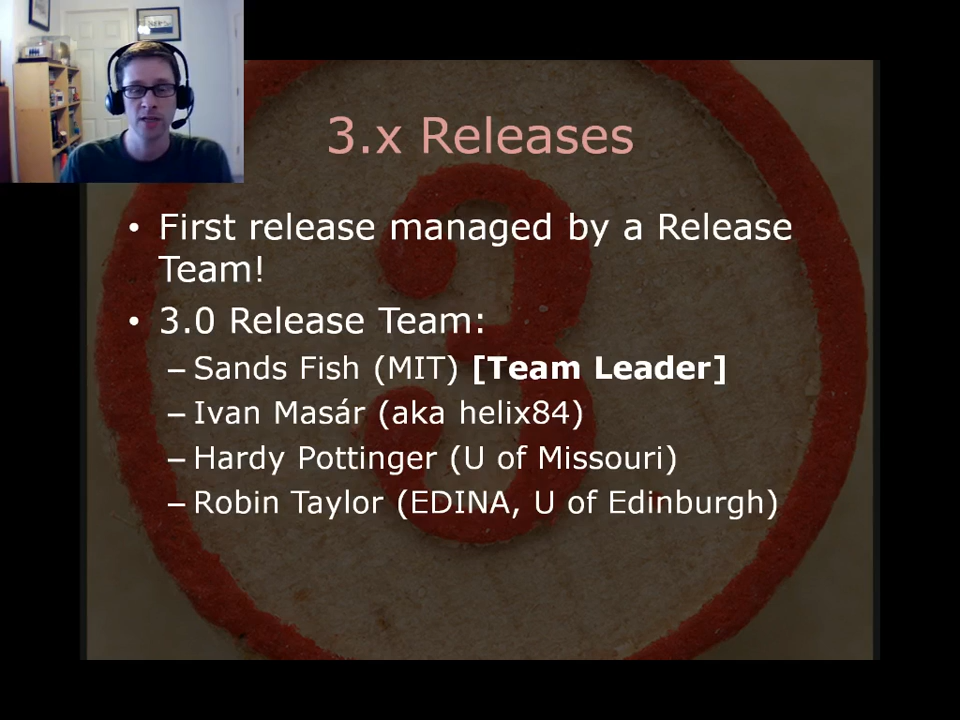 3.x Releases
• First release managed by a Release
Team!
• 3.0 Release Team:
– Sands Fish (MIT) [Team Leader]
– Ivan Masár (aka helix84)
– Hardy Pottinger (U of Missouri)
– Robin Taylor (EDINA, U of Edinburgh)